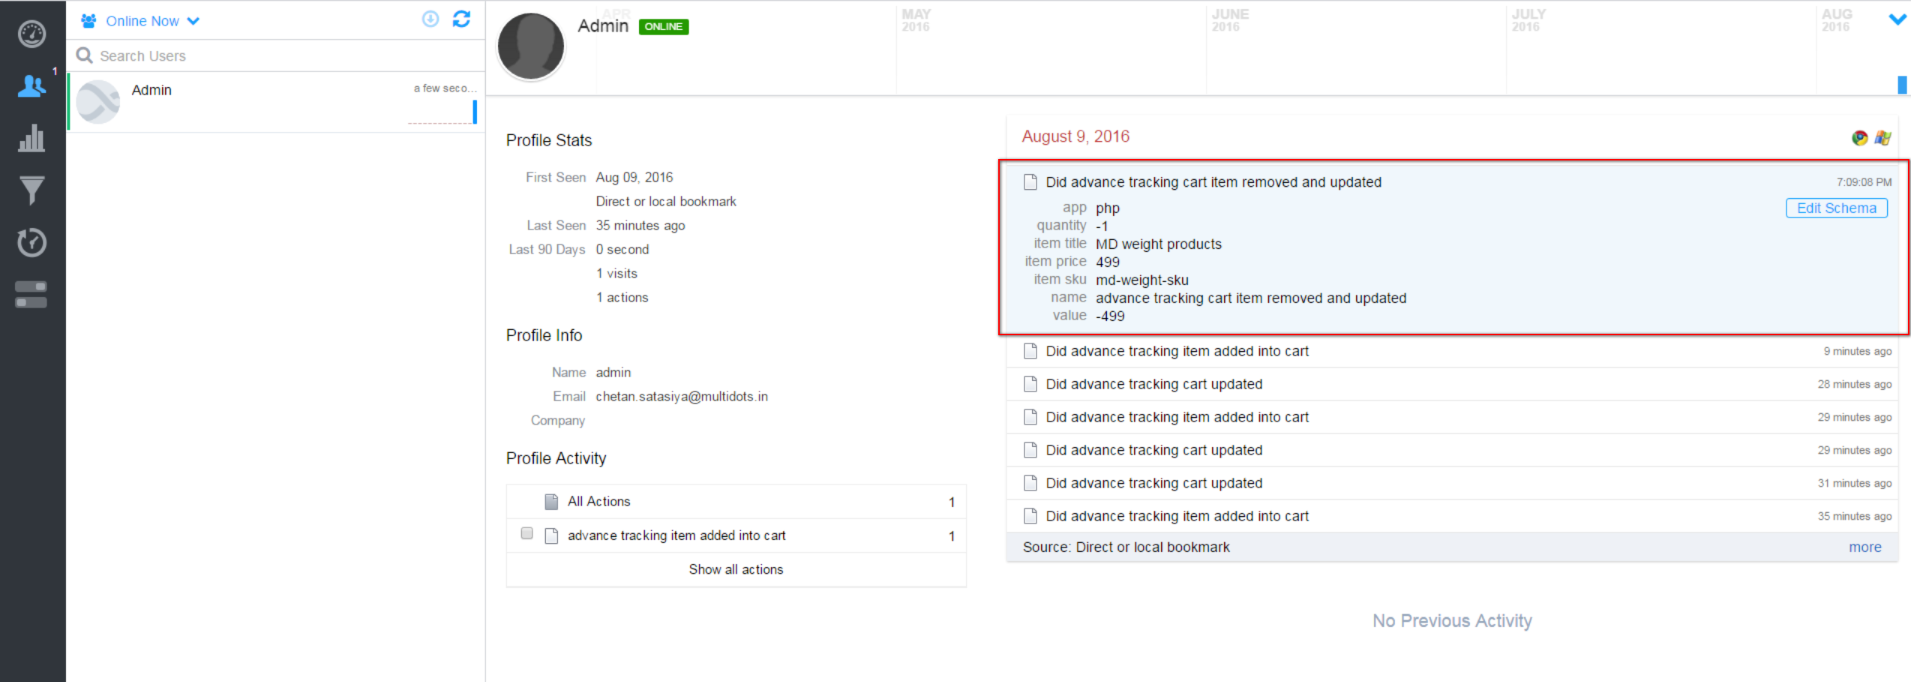 Online Now
1
Search Users
Admin
a few seco...
Admin ONLINE
APR
MAY
2016
JUNE
2016
JULY
2016
AUG
2016
Profile Stats
First Seen Aug 09, 2016
Direct or local bookmark
Last Seen 35 minutes ago
Last 90 Days 0 second
1 visits
1 actions
Profile Info
Name admin
Email chetan.satasiya@multidots.in
Company
Profile Activity
All Actions 1
advance tracking item added into cart 1
Show all actions
August 9, 2016
Did advance tracking cart item removed and updated 7:09:08 PM
Edit Schema
app php
quantity -1
item title MD weight products
item price 499
item sku md-weight-sku
name advance tracking cart item removed and updated
value -499
Did advance tracking item added into cart 9 minutes ago
Did advance tracking cart updated 28 minutes ago
Did advance tracking item added into cart 29 minutes ago
Did advance tracking cart updated 29 minutes ago
Did advance tracking cart updated 31 minutes ago
Did advance tracking item added into cart 35 minutes ago
Source: Direct or local bookmark more
No Previous Activity